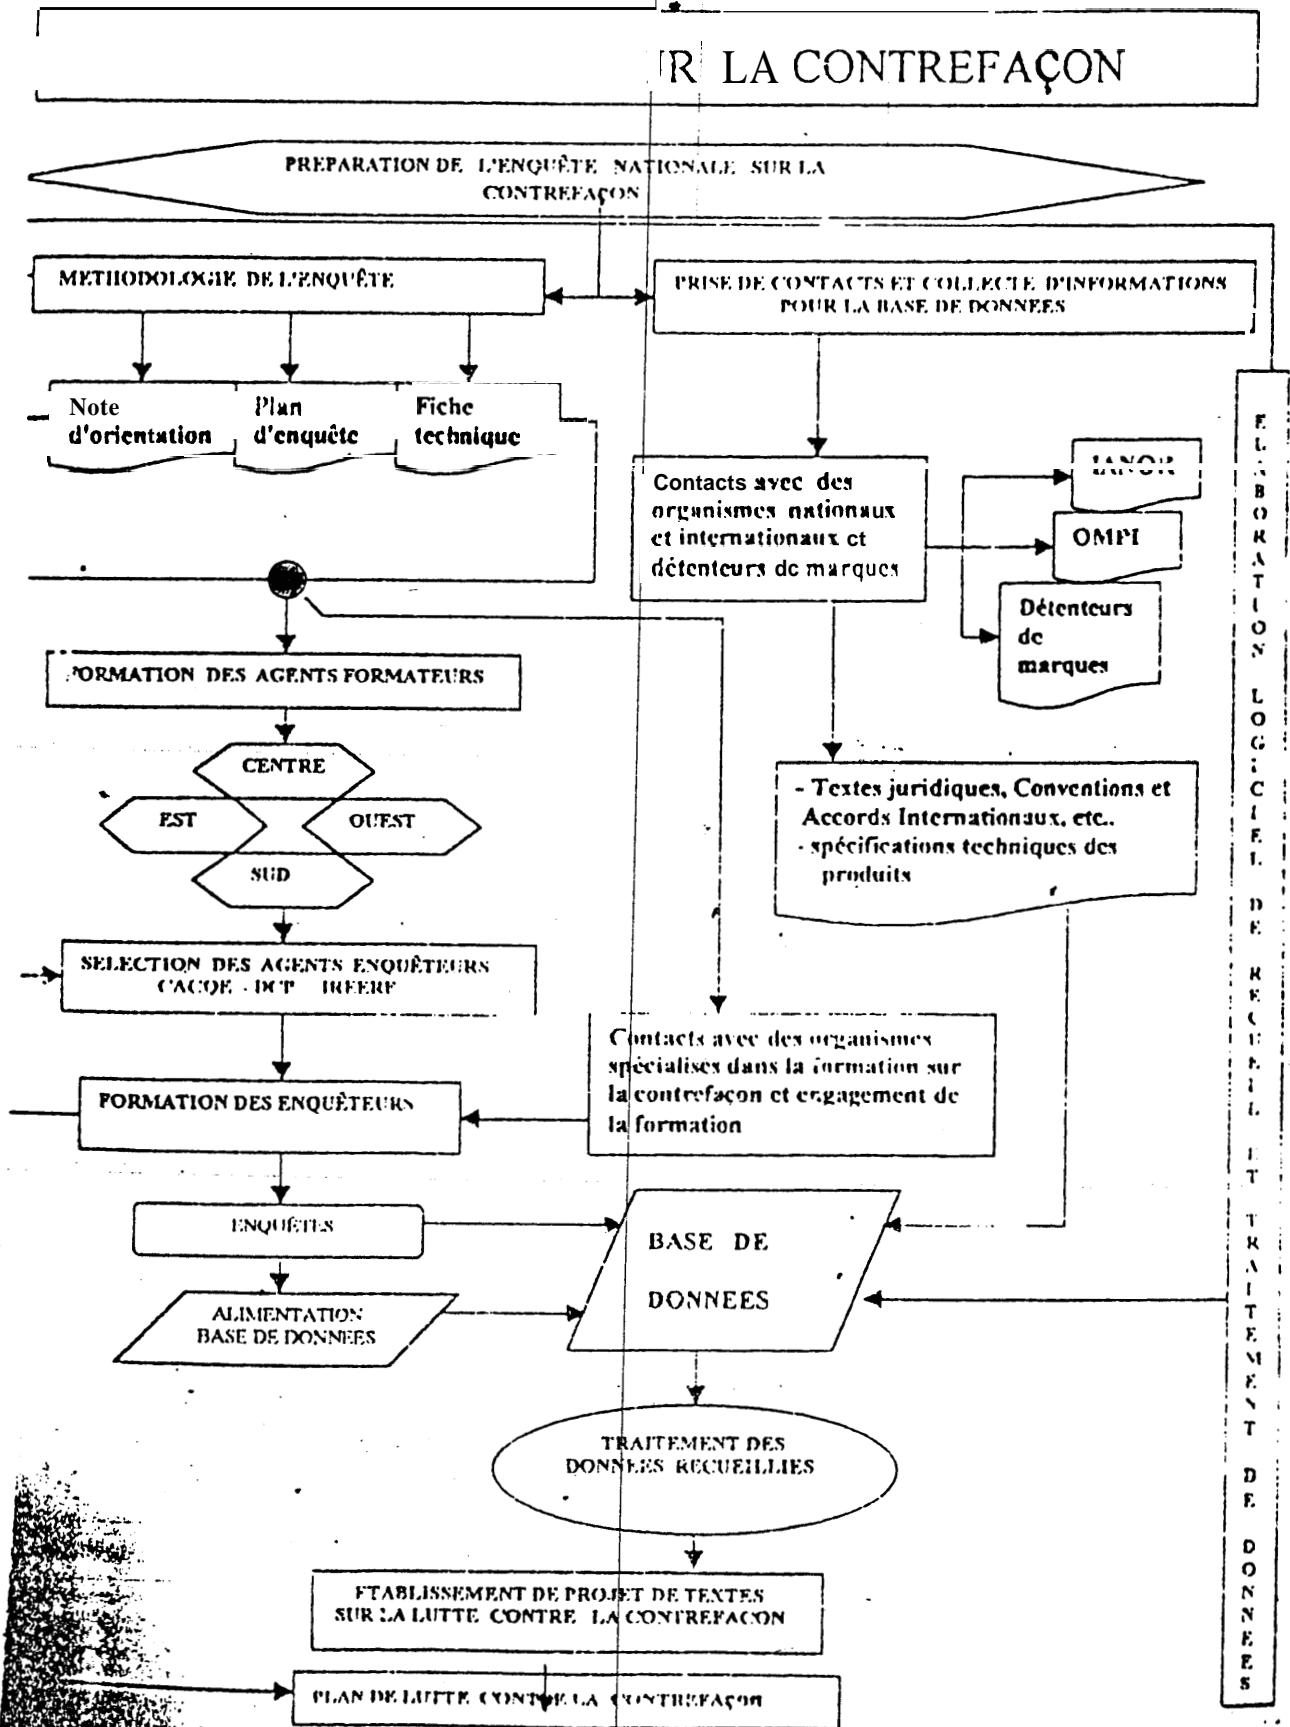 LA CONTREFAÇON
PREPARATION DE L'ENQUÊTE NATIONALE SUR LA
CONTREFAÇON
METHODOLOGIE DE L'ENQUÊTE
PRISE DE CONTACTS ET COLLECTE D'INFORMATIONS
POUR LA BASE DE DONNEES
Note
d'orientation
Plan
d'enquête
Fiche
technique
Contacts avec des
organismes nationaux
et internationaux et
détenteurs de marques
IANOR
OMPI
Détenteurs
de
marques
FORMATION DES AGENTS FORMATEURS
CENTRE
EST
OUEST
SUD
- Textes juridiques, Conventions et
Accords Internationaux, etc..
- spécifications techniques des
produits
SELECTION DES AGENTS ENQUÊTEURS
CACQE - DCP
Contacts avec des organismes
spécialisés dans la formation sur
la contrefaçon et engagement de
la formation
FORMATION DES ENQUÊTEURS
ENQUÊTES
BASE DE
DONNEES
ALIMENTATION
BASE DE DONNEES
TRAITEMENT DES
DONNEES RECUEILLIES
ETABLISSEMENT DE PROJET DE TEXTES
SUR LA LUTTE CONTRE LA CONTREFACON
PLAN DE LUTTE CONTRE LA CONTREFAÇON
ELABORATION LOGICIEL DE RECUEIL ET TRAITEMENT DE DONNEES